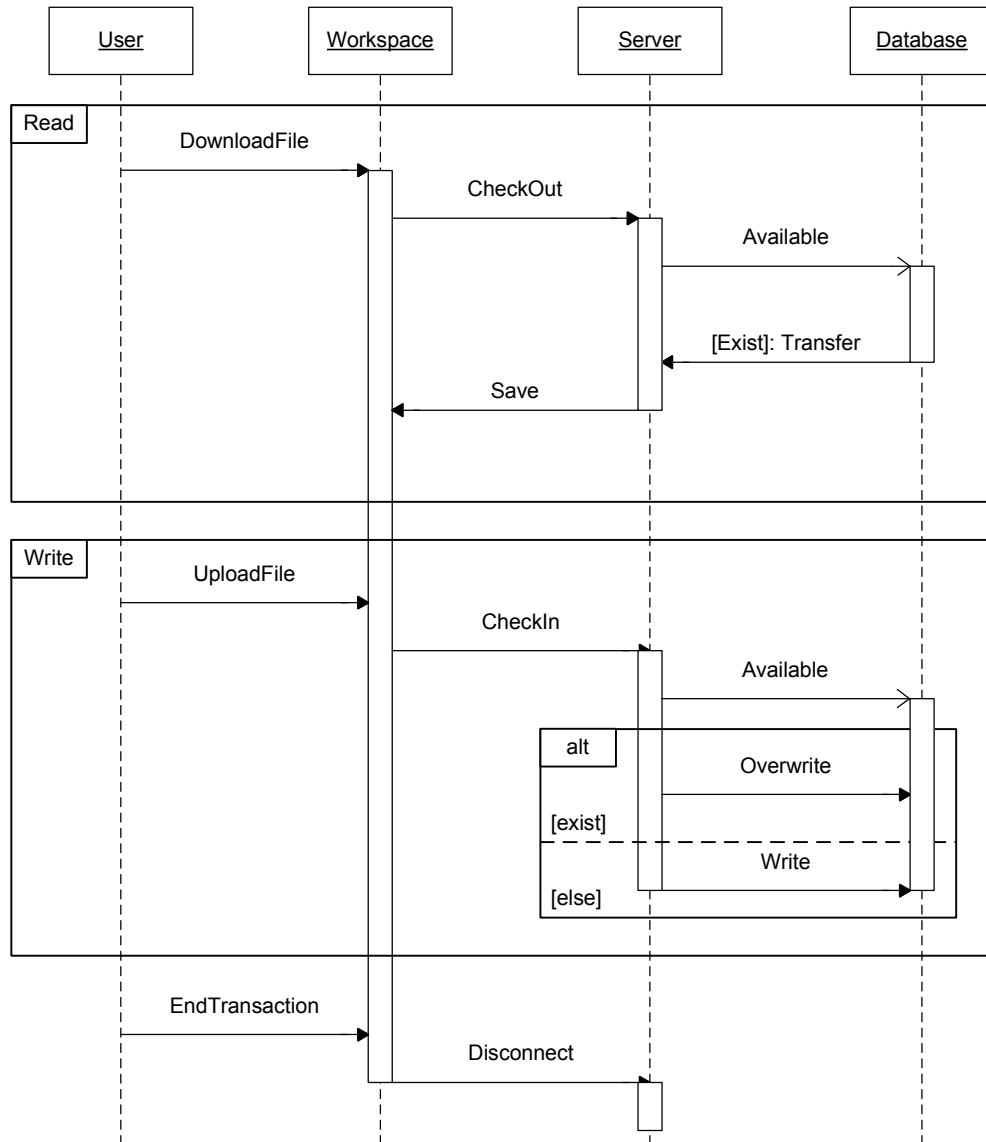 User
Workspace
Server
Database
Read
DownloadFile
CheckOut
Available
[Exist]: Transfer
Save
Write
UploadFile
CheckIn
Available
alt
Overwrite
[exist]
Write
[else]
EndTransaction
Disconnect